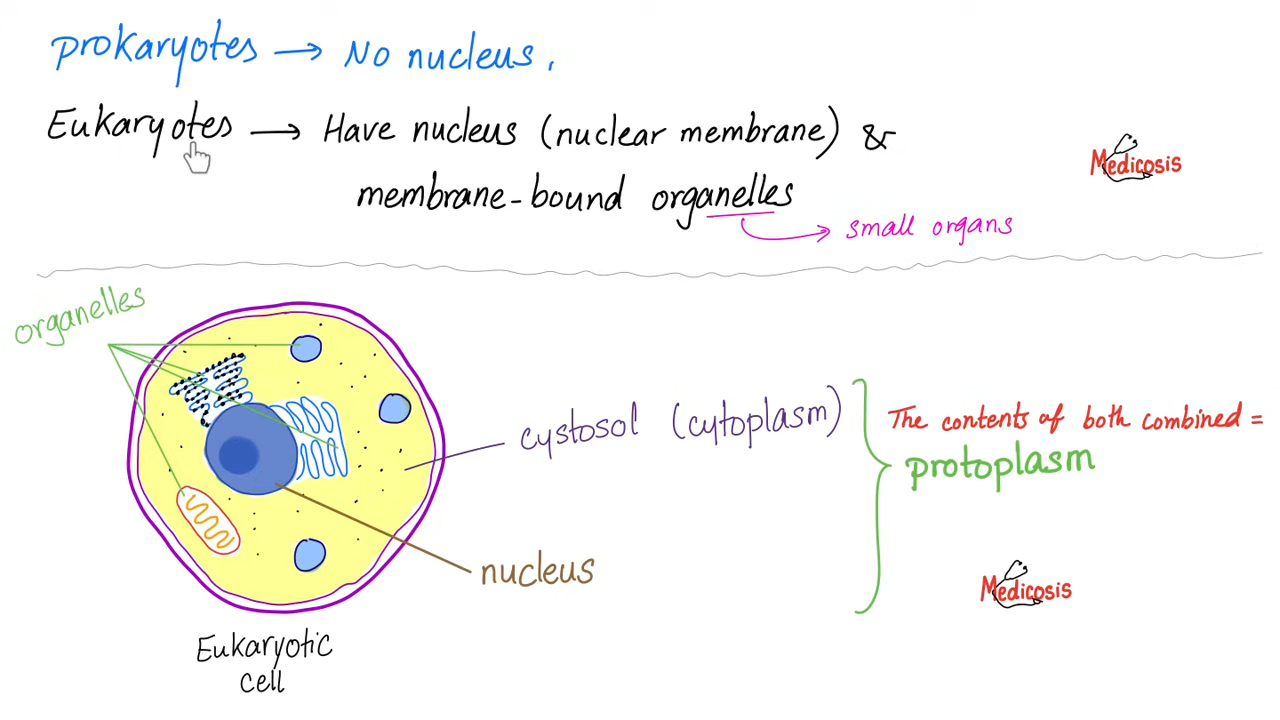 prokaryotes → No nucleus.
Eukaryotes → Have nucleus (nuclear membrane) &
membrane-bound organelles
→ small organs
Medicosis
organelles
cystosol (cytoplasm)
The contents of both combined =
protoplasm
nucleus
Medicosis
Eukaryotic
cell